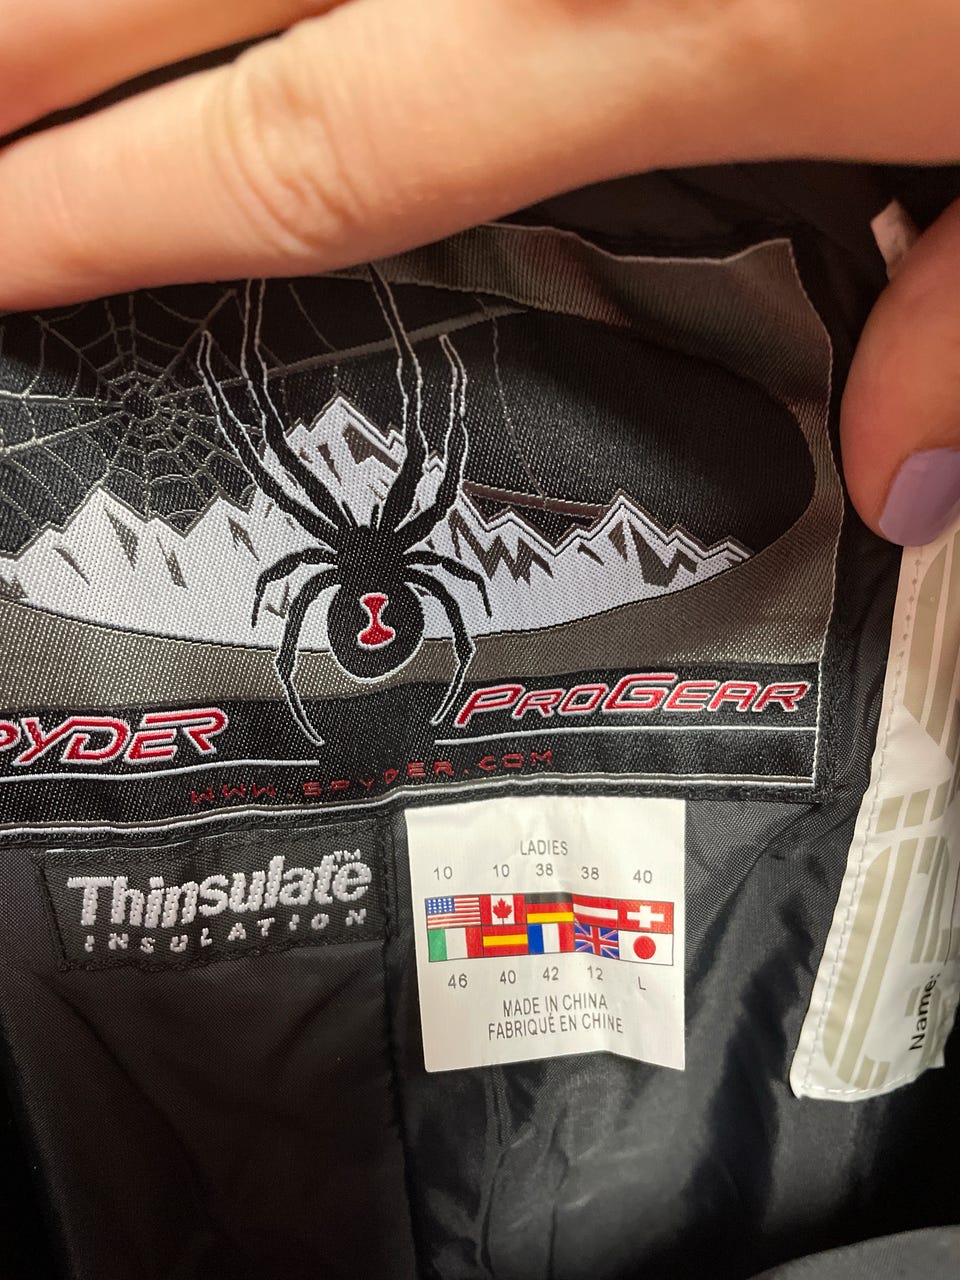 PYDER
PROGEAR
WWW.SPYDER.COM
Thinsulate™
INSULATION
LADIES
10 10 38 38 40
46 40 42 12 L
MADE IN CHINA
FABRIQUÉ EN CHINE
Name: